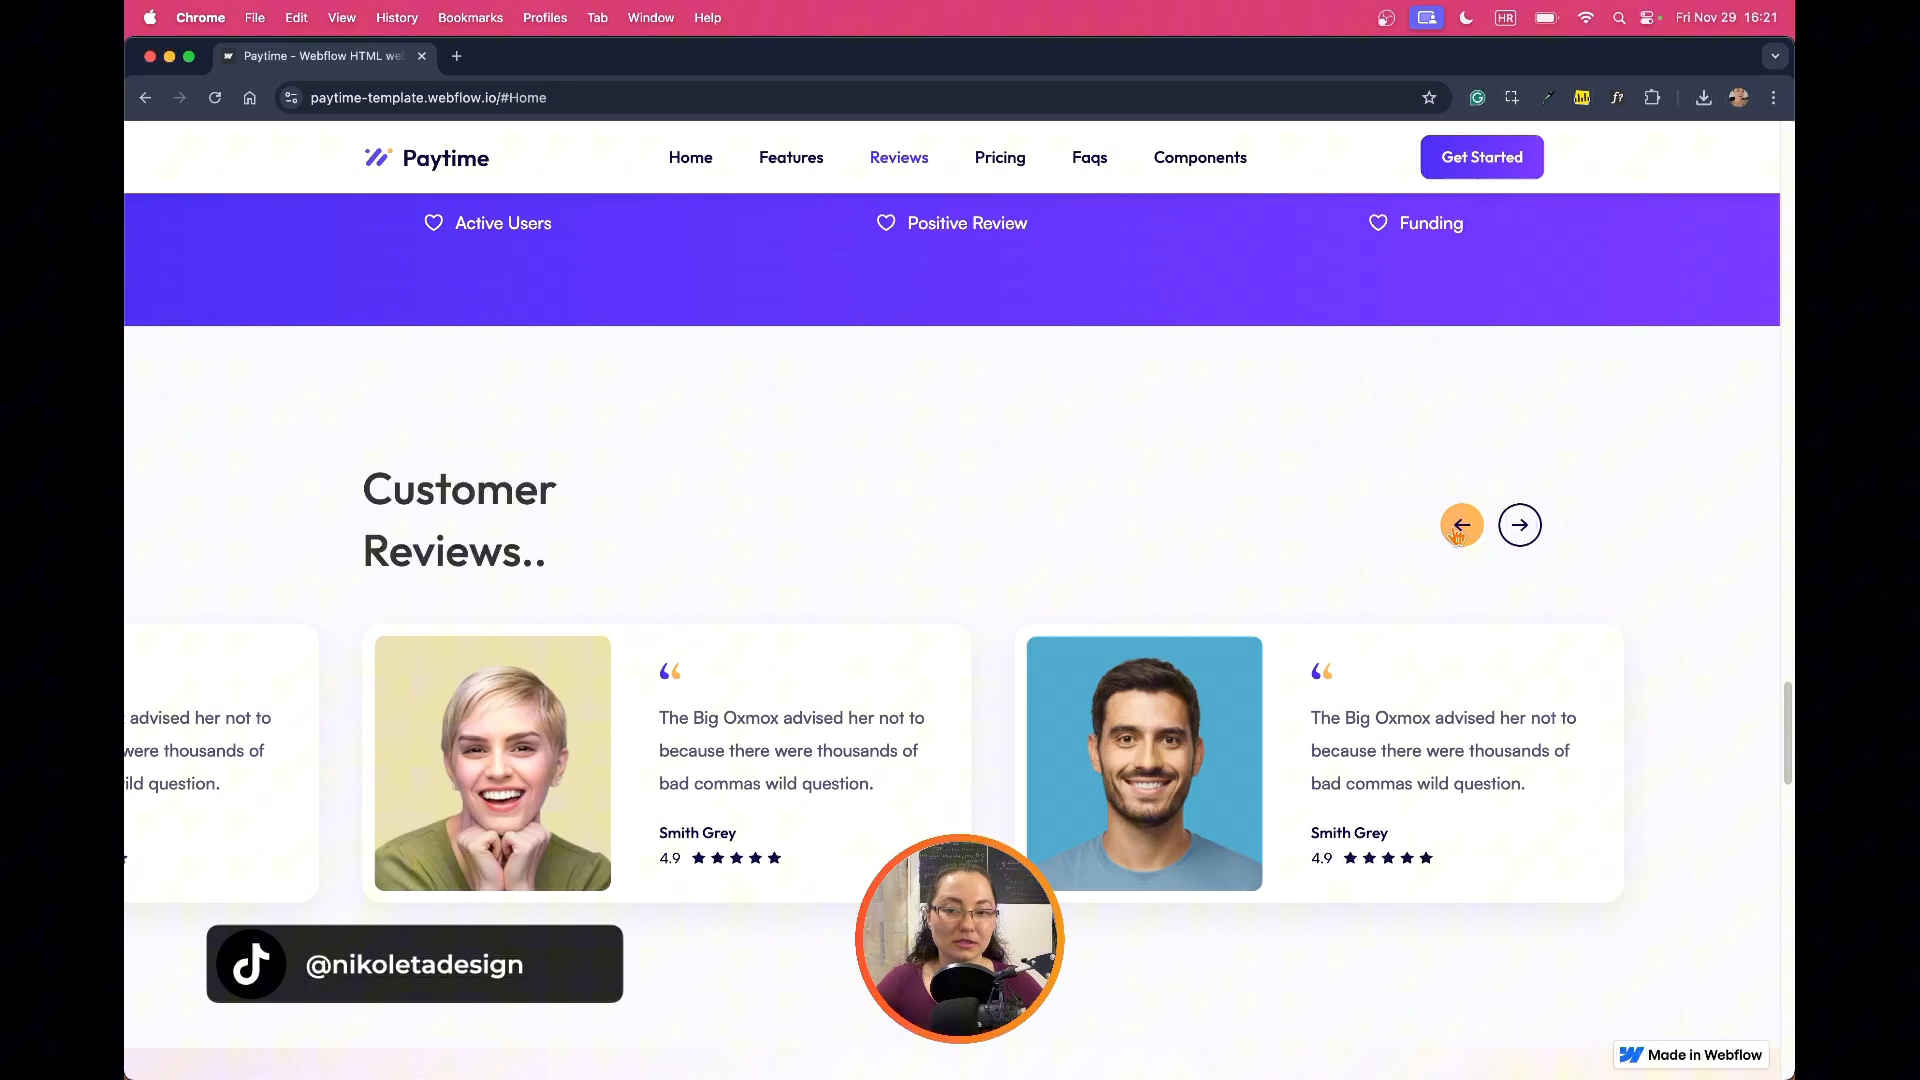 Chrome File Edit View History Bookmarks Profiles Tab Window Help
HR
Fri Nov 29 16:21
Paytime - Webflow HTML we
paytime-template.webflow.io/#Home
f?
Paytime
Home Features Reviews Pricing Faqs Components
Get Started
Active Users
Positive Review
Funding
Customer
Reviews..
advised her not to
were thousands of
ild question.
The Big Oxmox advised her not to
because there were thousands of
bad commas wild question.
Smith Grey
4.9
The Big Oxmox advised her not to
because there were thousands of
bad commas wild question.
Smith Grey
4.9
@nikoletadesign
Made in Webflow